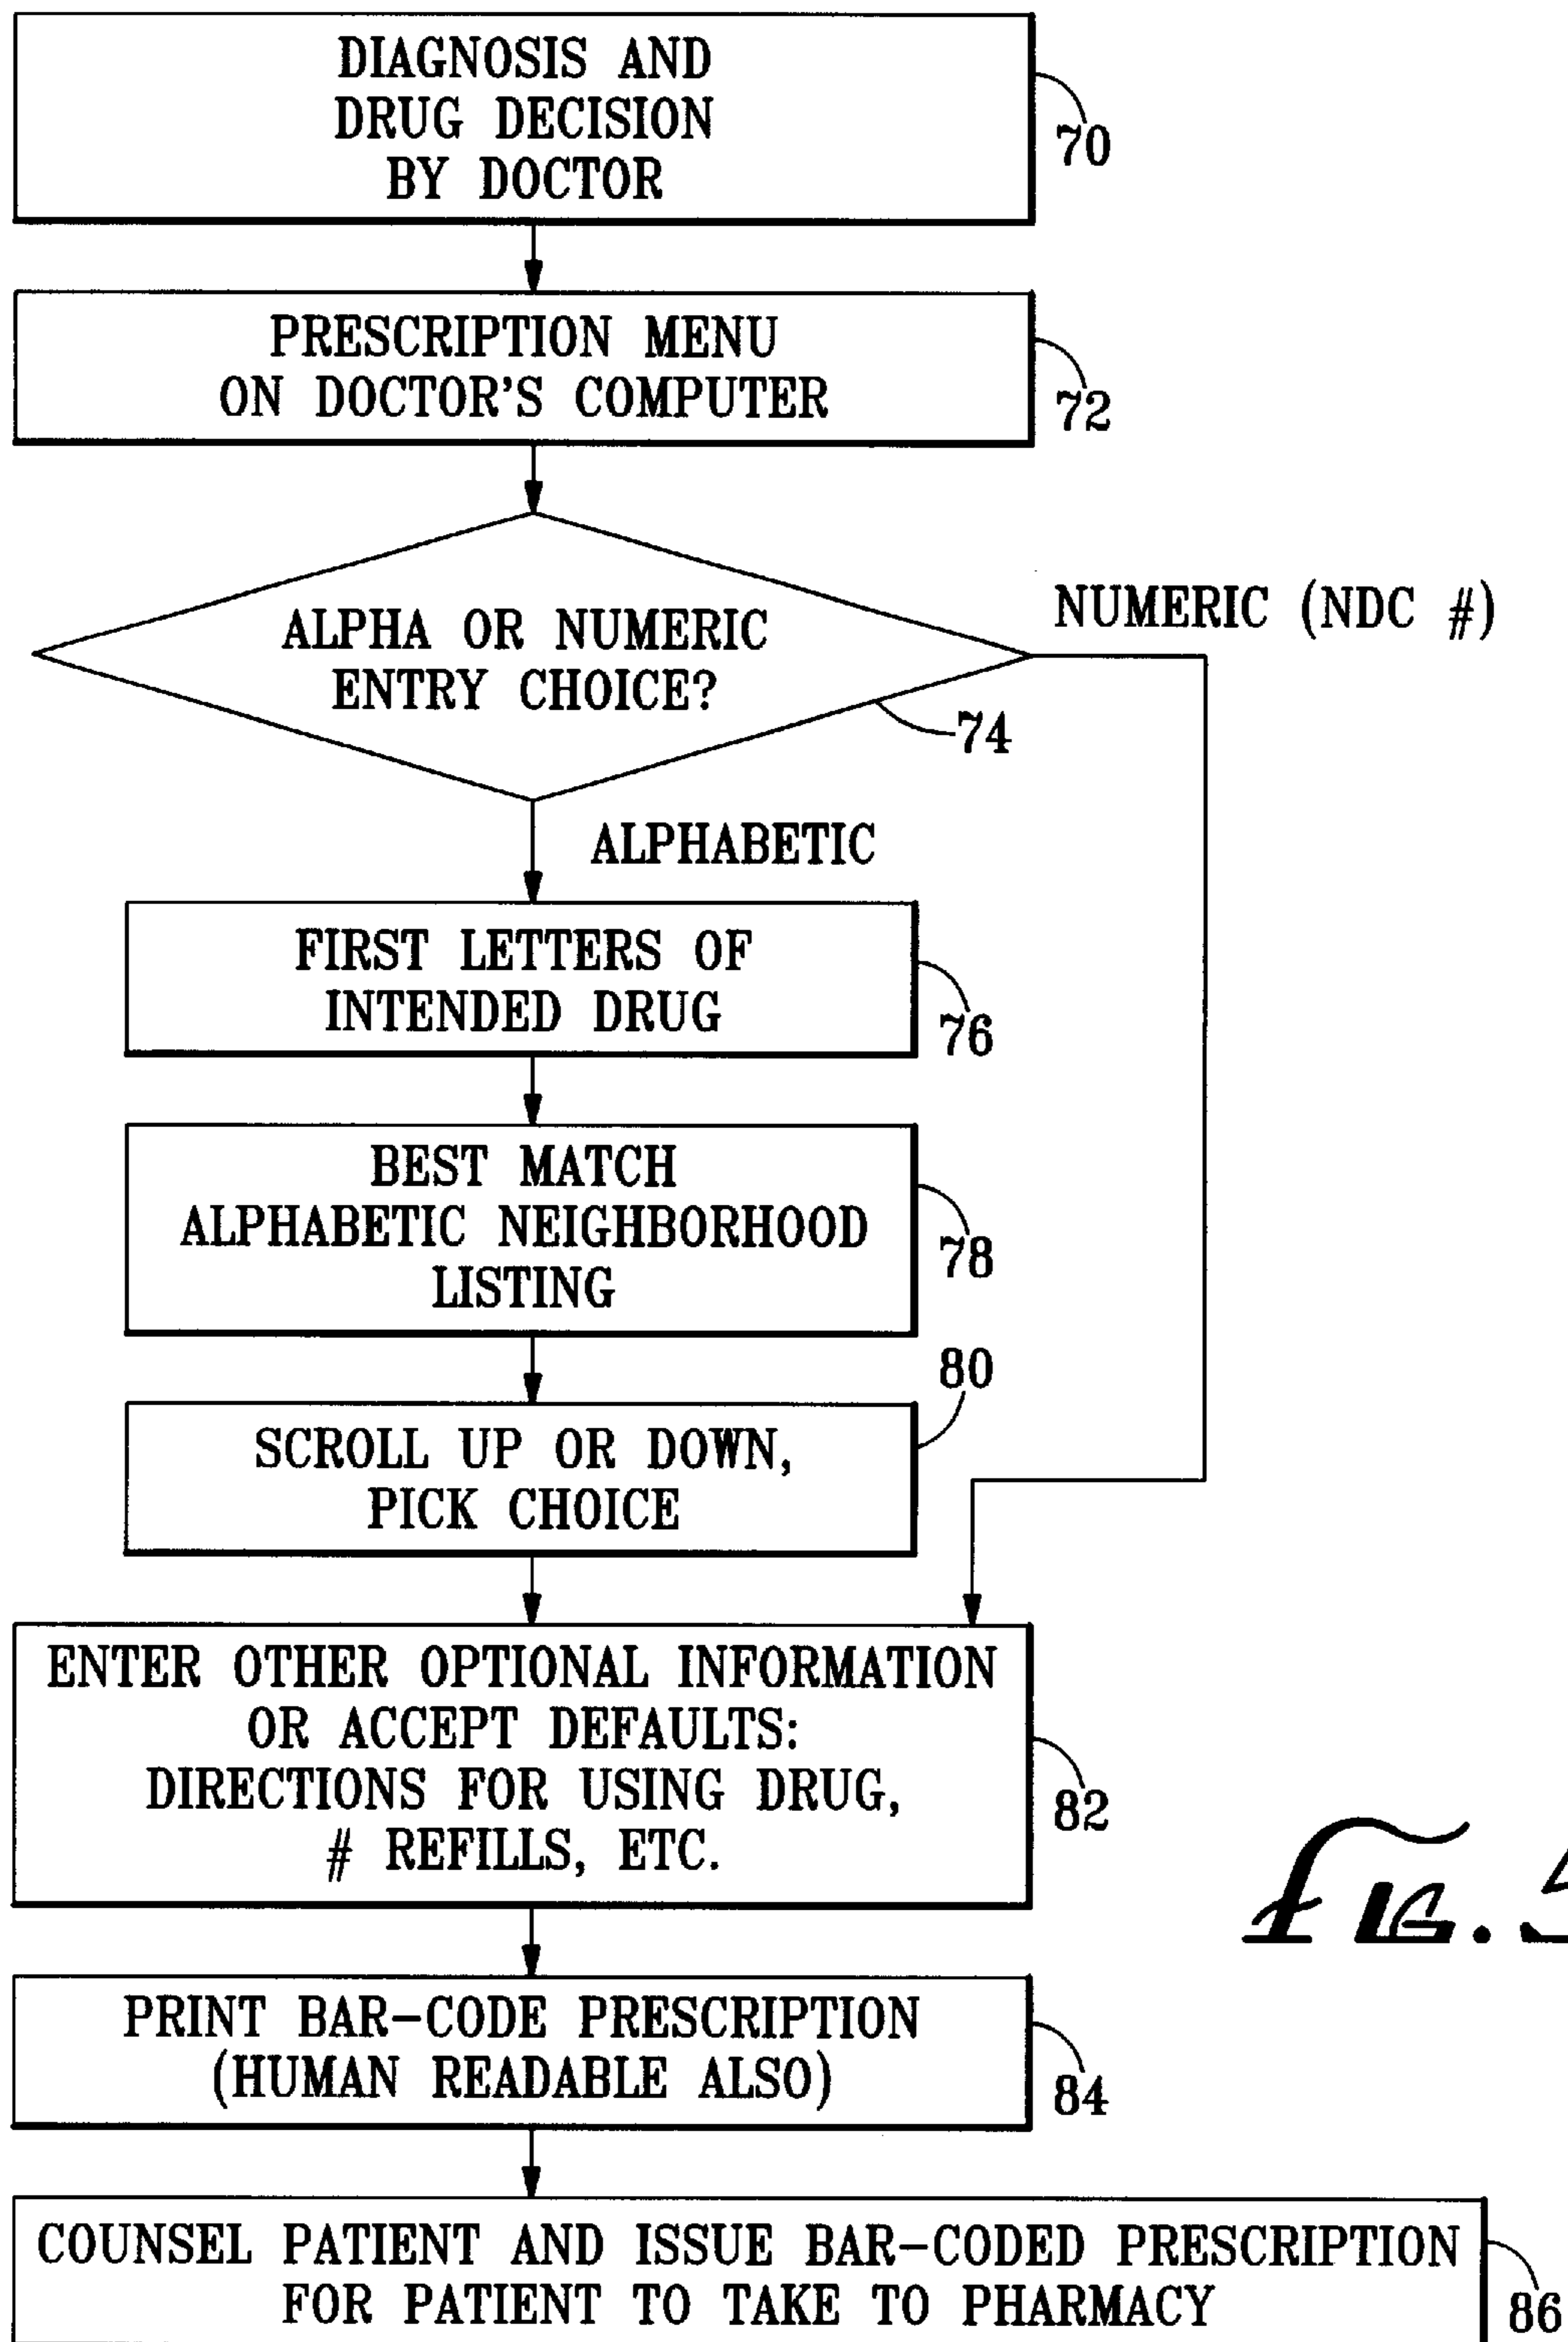 DIAGNOSIS AND
DRUG DECISION
BY DOCTOR
70
PRESCRIPTION MENU
ON DOCTOR'S COMPUTER
72
NUMERIC (NDC #)
ALPHA OR NUMERIC
ENTRY CHOICE?
74
ALPHABETIC
FIRST LETTERS OF
INTENDED DRUG
76
BEST MATCH
ALPHABETIC NEIGHBORHOOD
LISTING
78
80
SCROLL UP OR DOWN,
PICK CHOICE
ENTER OTHER OPTIONAL INFORMATION
OR ACCEPT DEFAULTS:
DIRECTIONS FOR USING DRUG,
# REFILLS, ETC.
82
FIG.
PRINT BAR-CODE PRESCRIPTION
(HUMAN READABLE ALSO)
84
COUNSEL PATIENT AND ISSUE BAR-CODED PRESCRIPTION
FOR PATIENT TO TAKE TO PHARMACY
86